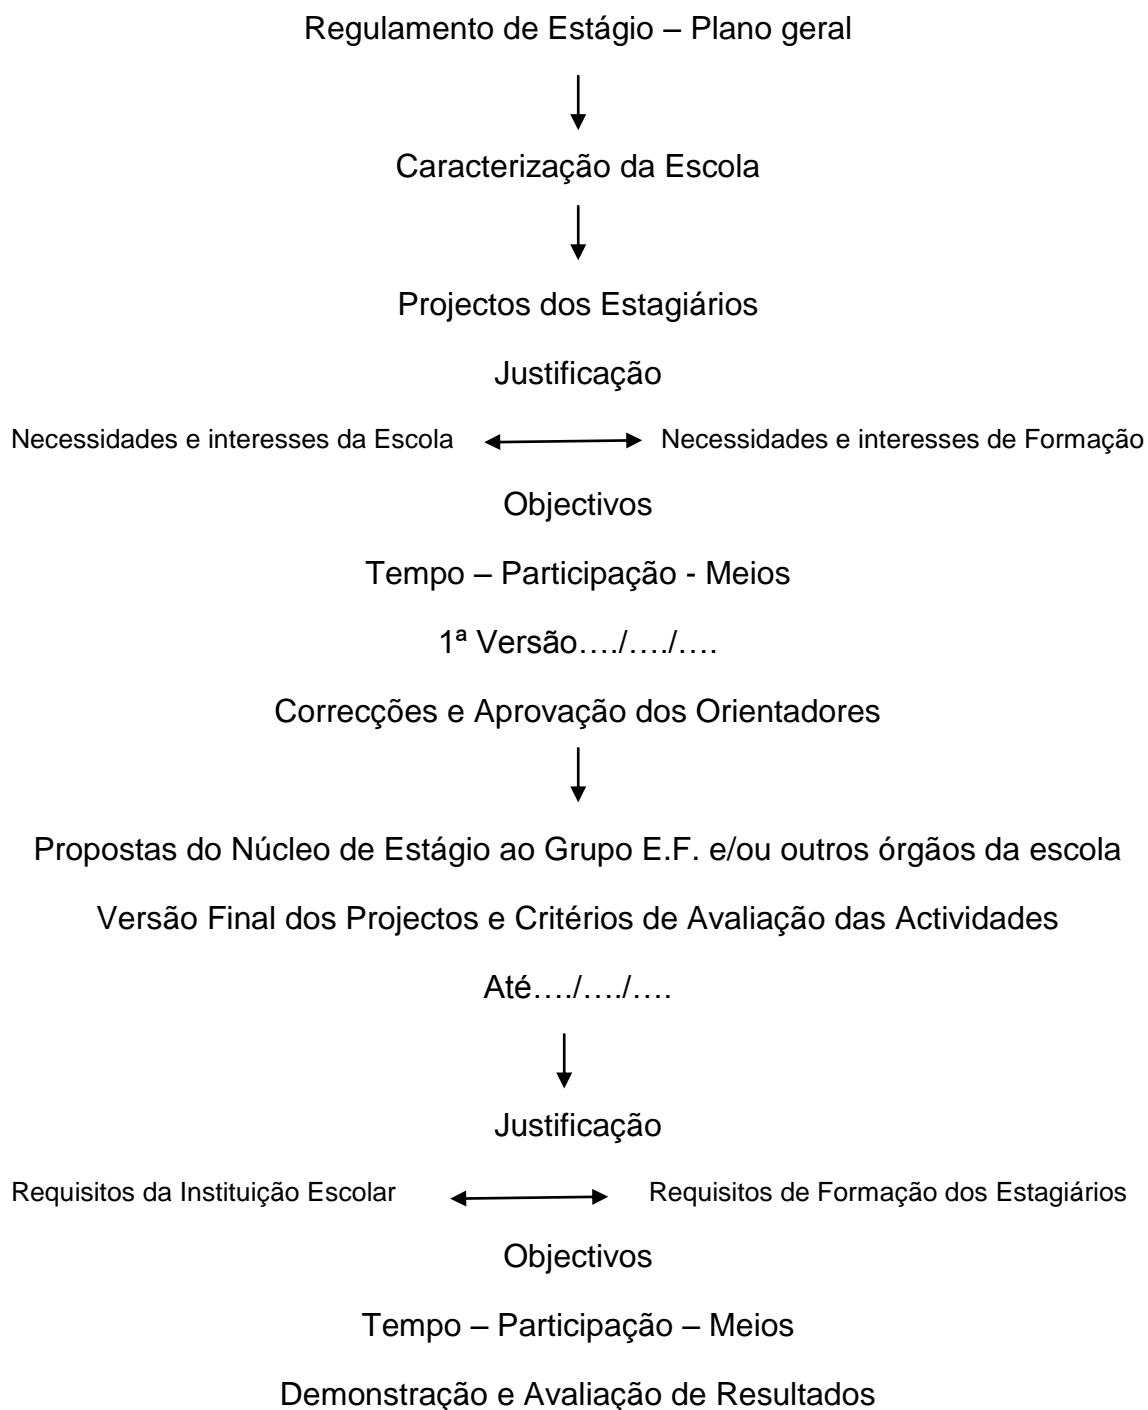 Regulamento de Estágio – Plano geral
Caracterização da Escola
Projectos dos Estagiários
Justificação
Necessidades e interesses da Escola Necessidades e interesses de Formação
Objectivos
Tempo – Participação - Meios
1ª Versão…./…./….
Correcções e Aprovação dos Orientadores
Propostas do Núcleo de Estágio ao Grupo E.F. e/ou outros órgãos da escola
Versão Final dos Projectos e Critérios de Avaliação das Actividades
Até…./…./….
Justificação
Requisitos da Instituição Escolar Requisitos de Formação dos Estagiários
Objectivos
Tempo – Participação – Meios
Demonstração e Avaliação de Resultados